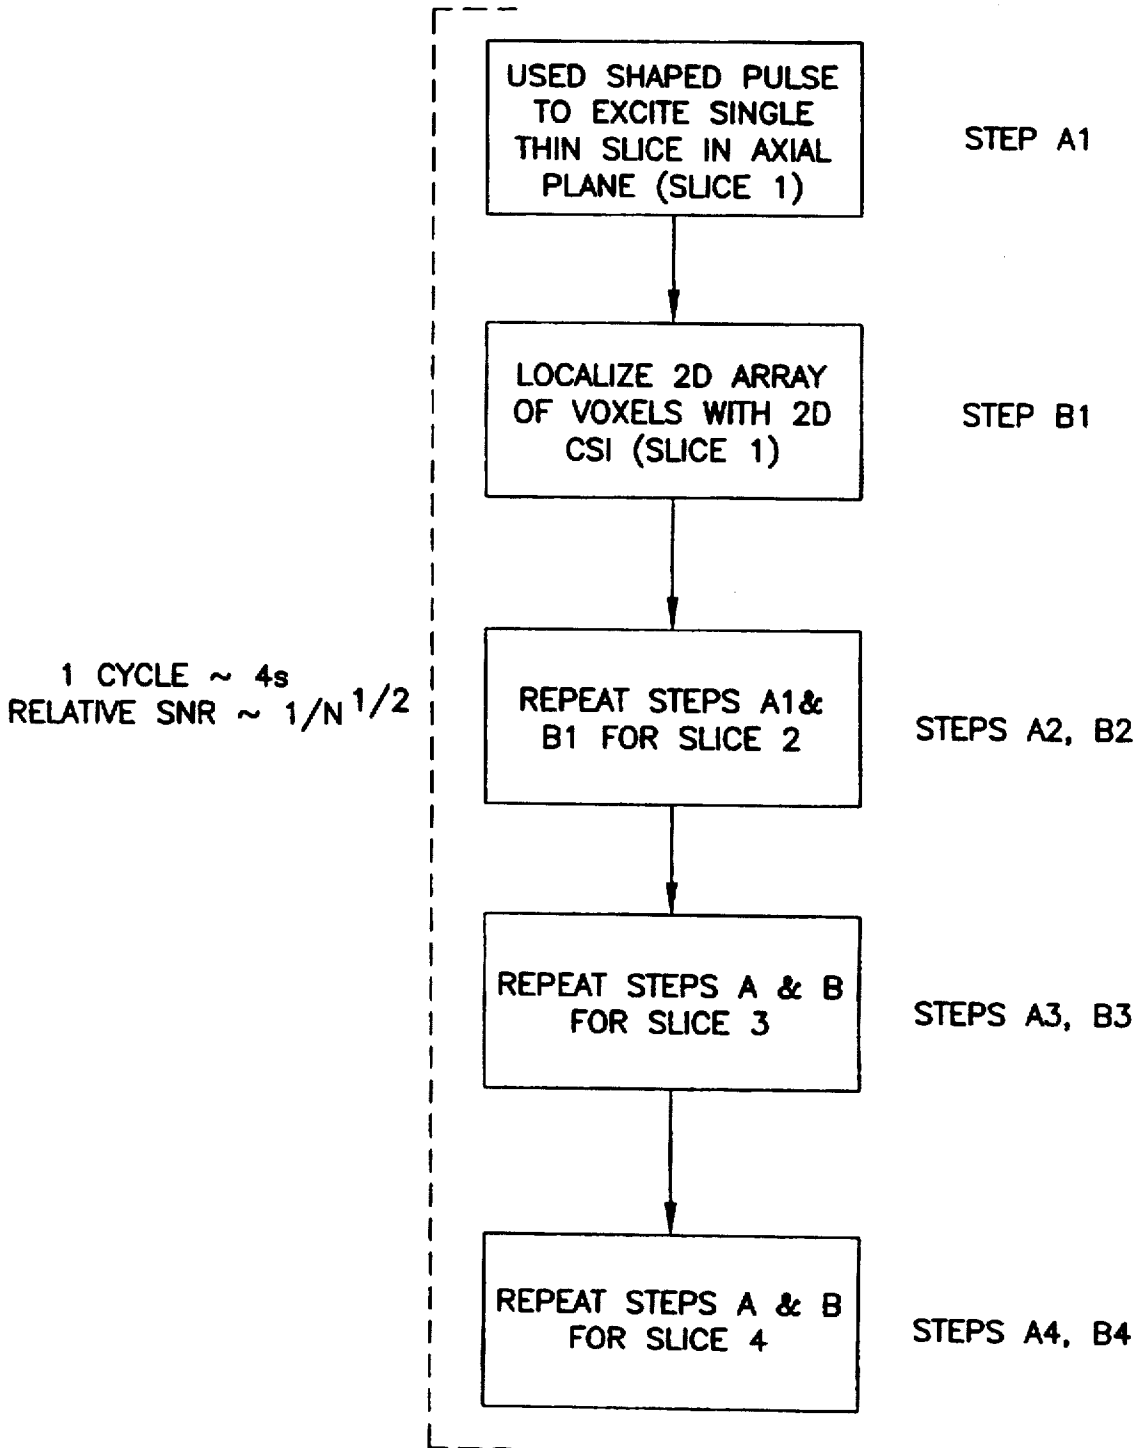 USED SHAPED PULSE
TO EXCITE SINGLE
THIN SLICE IN AXIAL
PLANE (SLICE 1)
STEP A1
LOCALIZE 2D ARRAY
OF VOXELS WITH 2D
CSI (SLICE 1)
STEP B1
1 CYCLE ~ 4s
RELATIVE SNR ~ 1/N 1/2
REPEAT STEPS A1&
B1 FOR SLICE 2
STEPS A2, B2
REPEAT STEPS A & B
FOR SLICE 3
STEPS A3, B3
REPEAT STEPS A & B
FOR SLICE 4
STEPS A4, B4